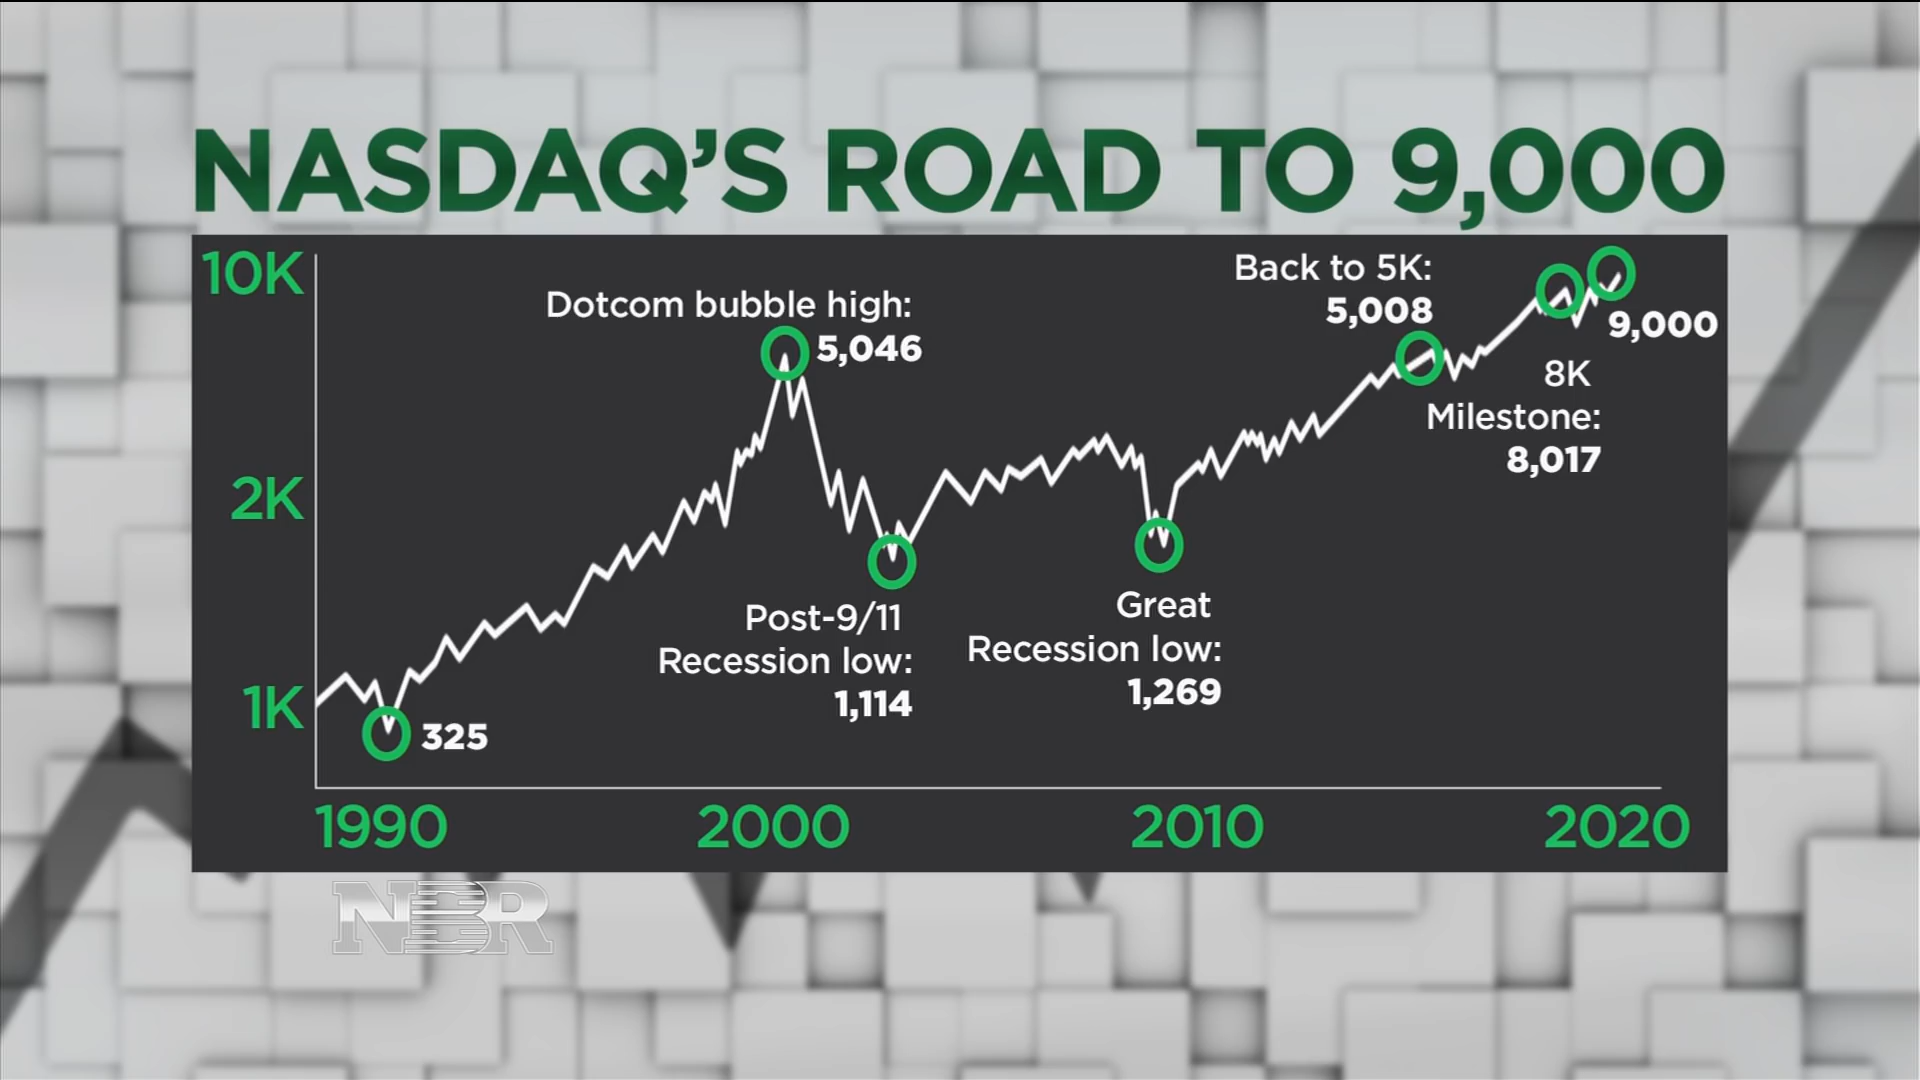 NASDAQ'S ROAD TO 9,000
10K
2K
1K
Dotcom bubble high:
5,046
Back to 5K:
5,008
9,000
8K
Milestone:
8,017
325
Post-9/11
Recession low:
1,114
Great
Recession low:
1,269
1990
2000
2010
2020
NBR